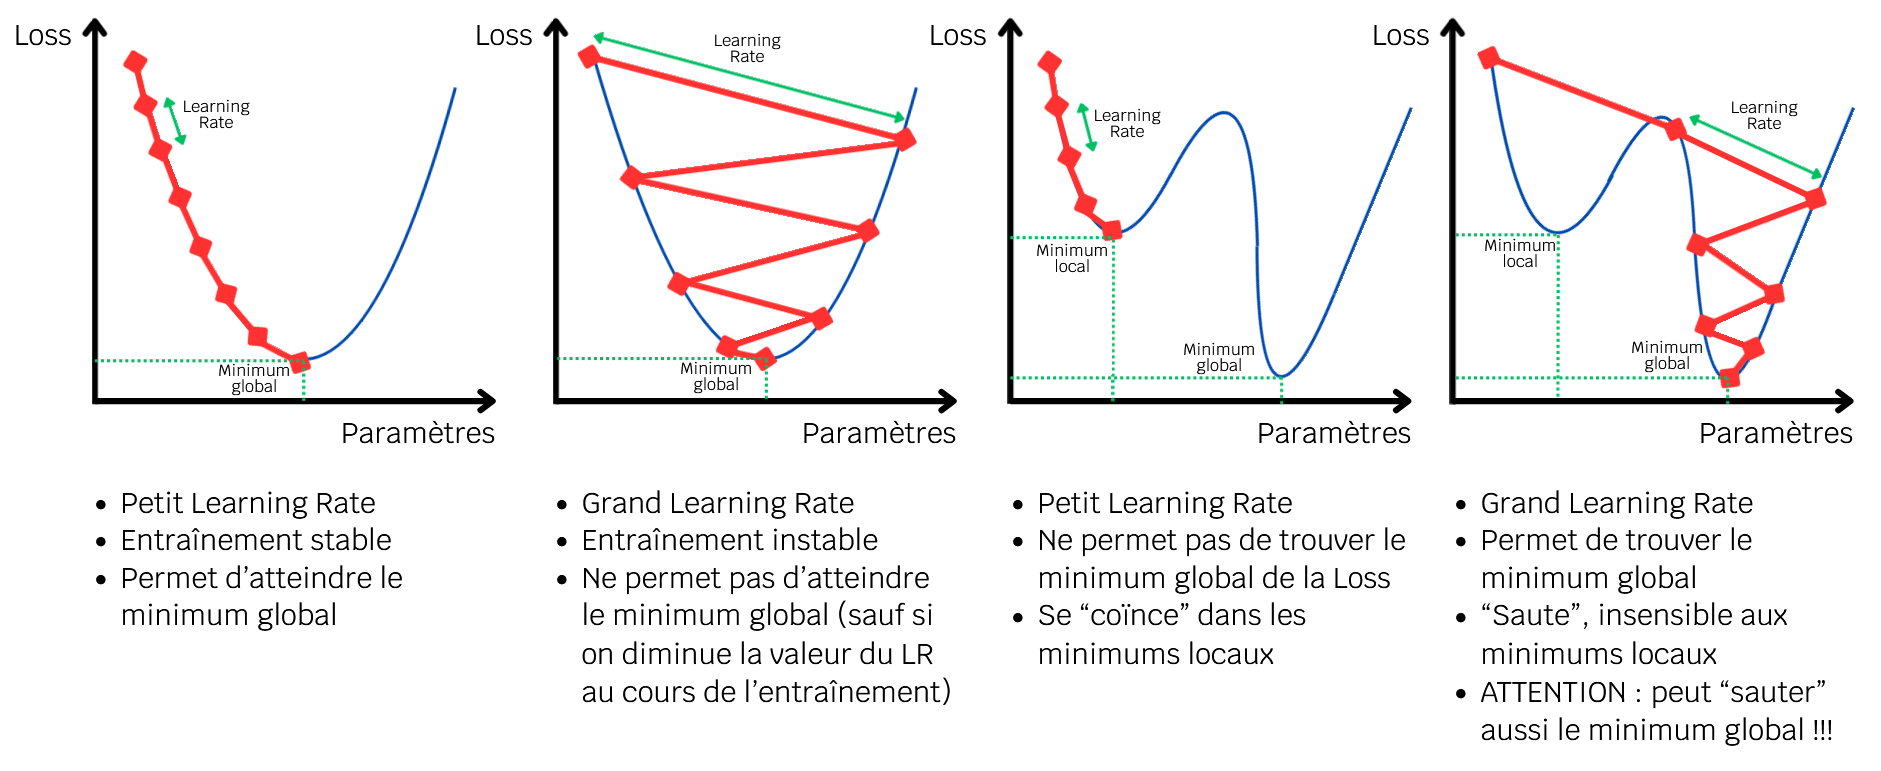 Loss
Learning
Rate
Minimum
global
Paramètres
Petit Learning Rate
Entraînement stable
Permet d’atteindre le
minimum global
Loss
Learning
Rate
Minimum
global
Paramètres
Grand Learning Rate
Entraînement instable
Ne permet pas d’atteindre
le minimum global (sauf si
on diminue la valeur du LR
au cours de l’entraînement)
Loss
Learning
Rate
Minimum
local
Minimum
global
Paramètres
Petit Learning Rate
Ne permet pas de trouver le
minimum global de la Loss
Se “coïnce” dans les
minimums locaux
Loss
Learning
Rate
Minimum
local
Minimum
global
Paramètres
Grand Learning Rate
Permet de trouver le
minimum global
“Saute”, insensible aux
minimums locaux
ATTENTION : peut “sauter”
aussi le minimum global !!!